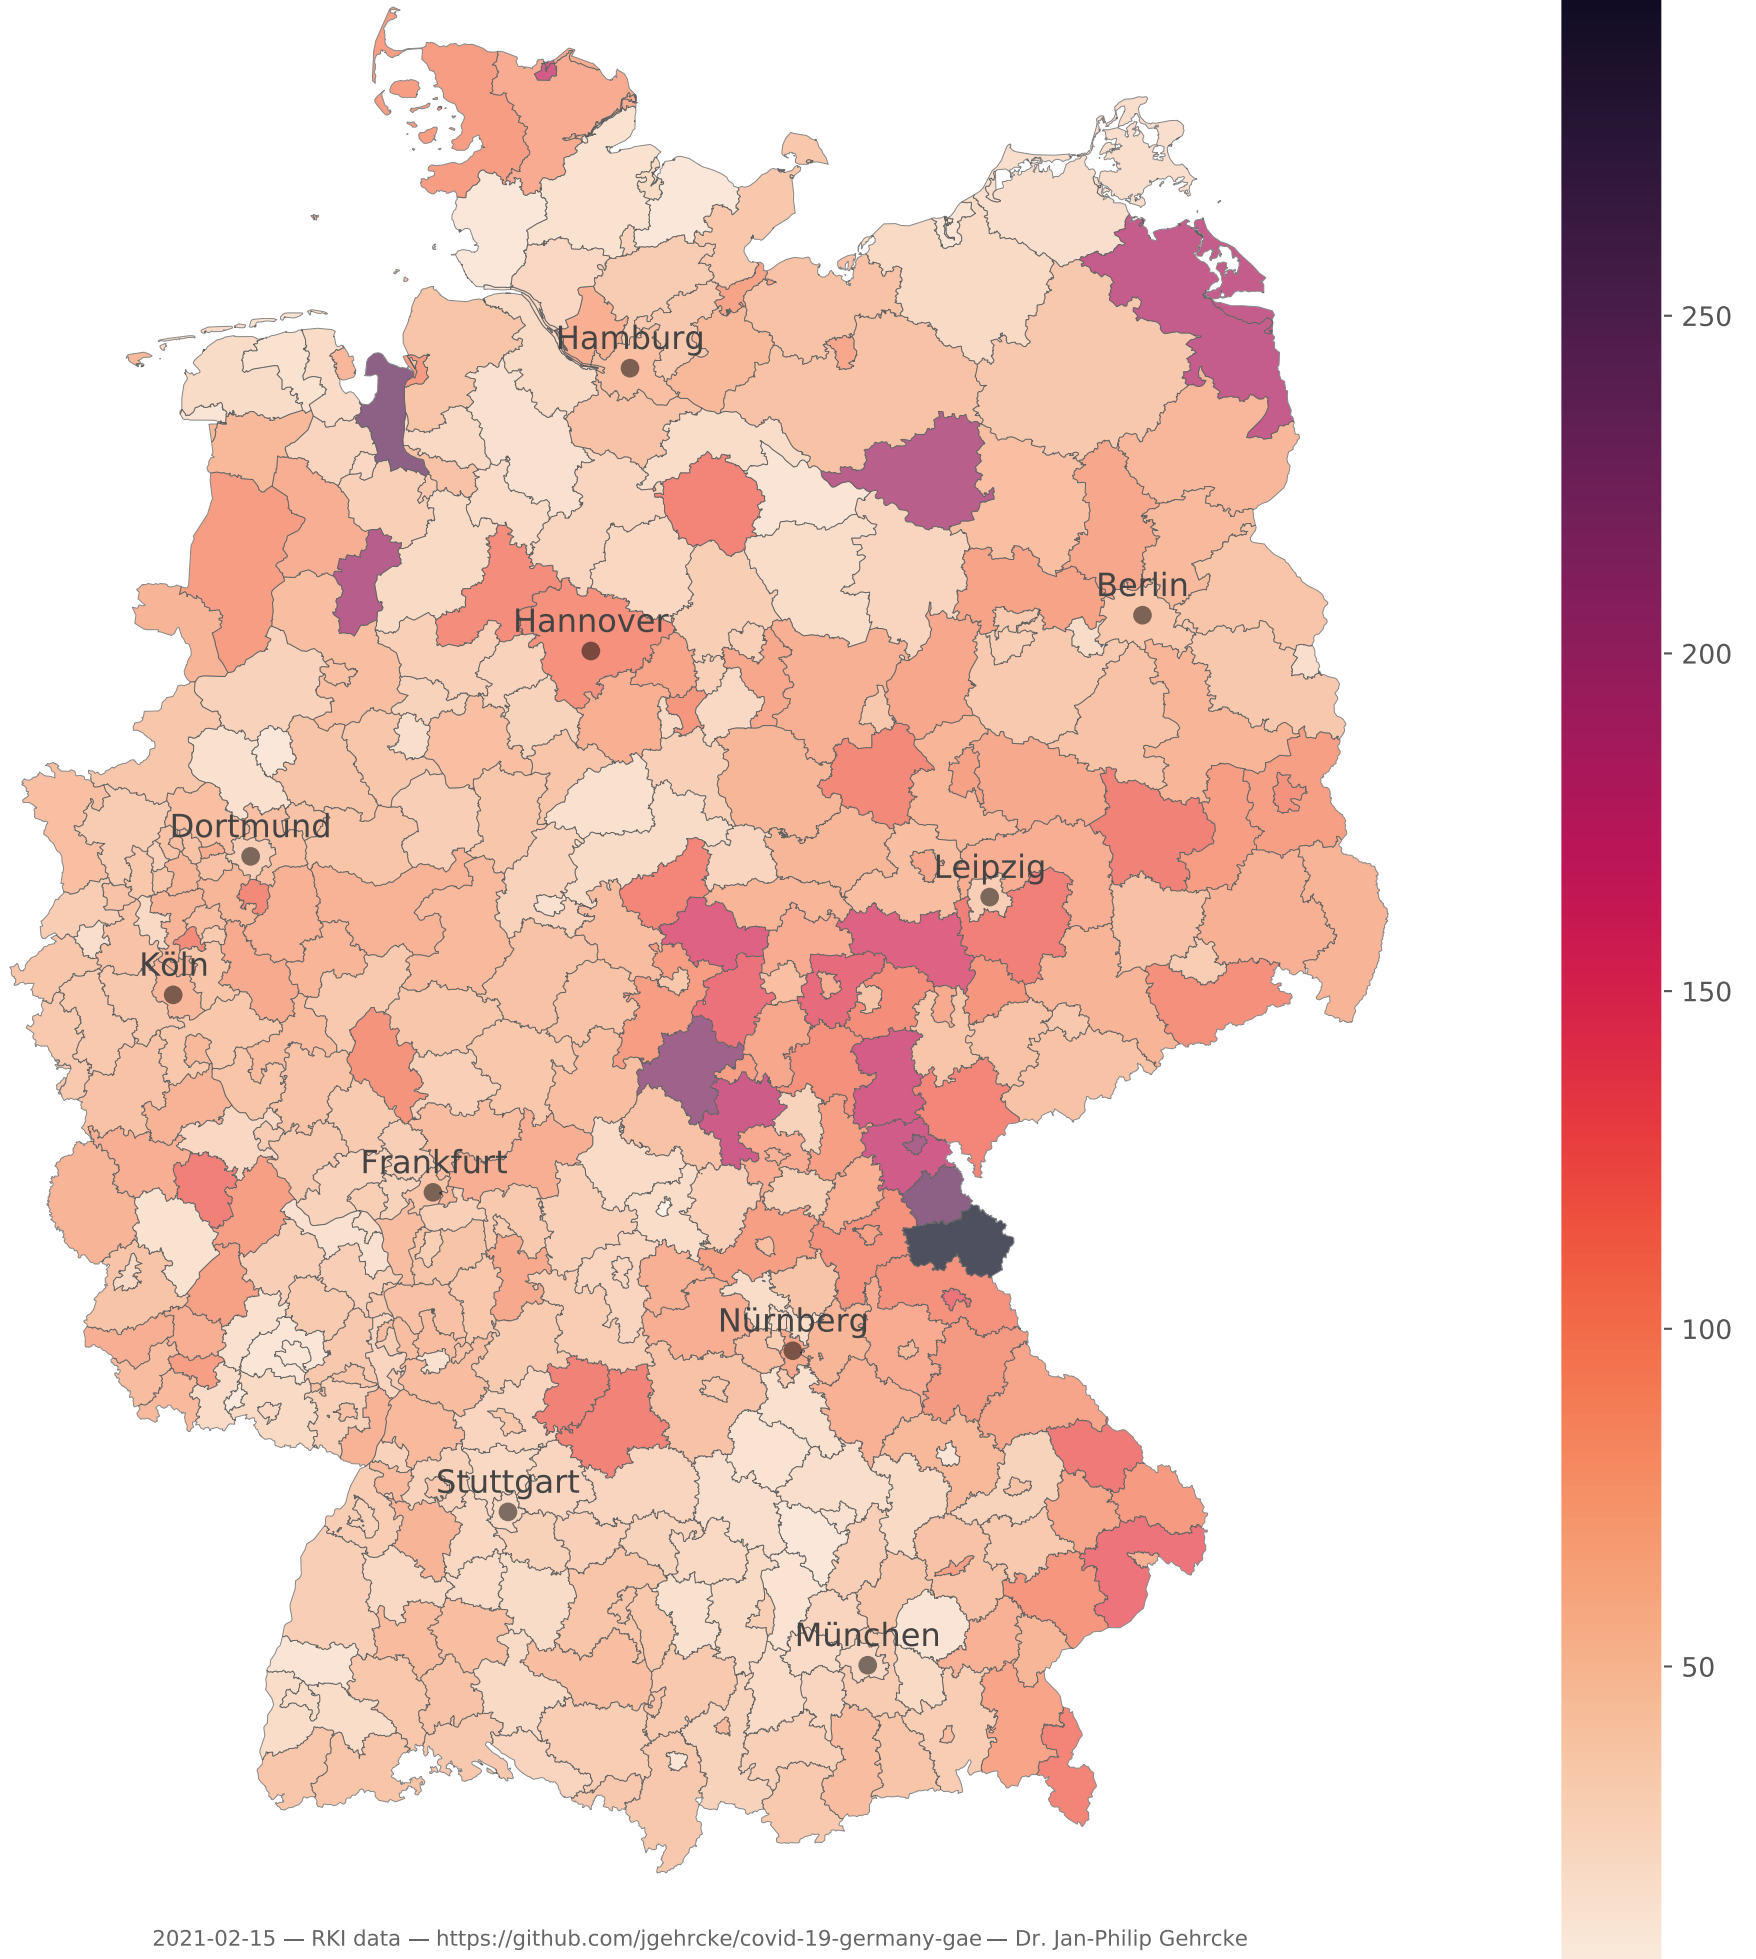 250
Hamburg
Berlin
Hannover
200
Dortmund
Leipzig
Köln
150
Frankfurt
Nürnberg
100
Stuttgart
München
50
2021-02-15 — RKI data — https://github.com/jgehrcke/covid-19-germany-gae — Dr. Jan-Philip Gehrcke